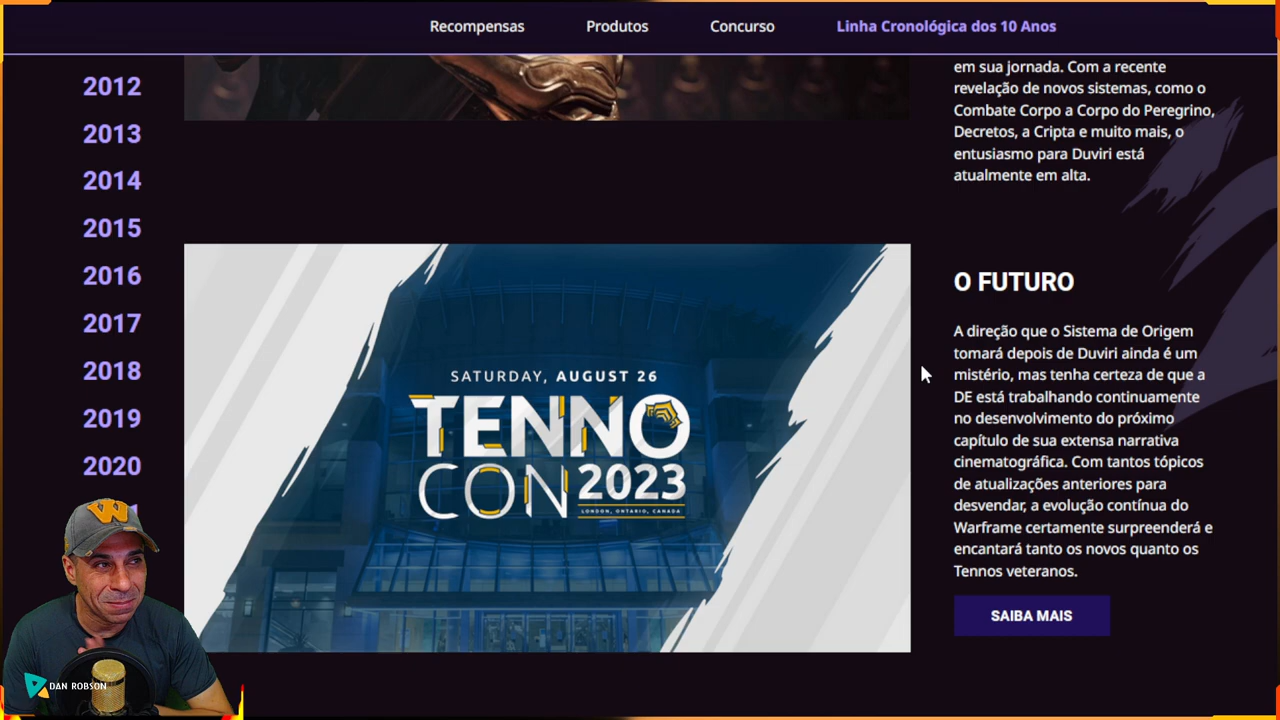 Recompensas
Produtos
Concurso
Linha Cronológica dos 10 Anos
2012
2013
2014
2015
2016
2017
2018
2019
2020
em sua jornada. Com a recente
revelação de novos sistemas, como o
Combate Corpo a Corpo do Peregrino,
Decretos, a Cripta e muito mais, o
entusiasmo para Duviri está
atualmente em alta.
SATURDAY, AUGUST 26
TENNO
CON 2023
LONDON, ONTARIO, CANADA
O FUTURO
A direção que o Sistema de Origem
tomará depois de Duviri ainda é um
mistério, mas tenha certeza de que a
DE está trabalhando continuamente
no desenvolvimento do próximo
capítulo de sua extensa narrativa
cinematográfica. Com tantos tópicos
de atualizações anteriores para
desvendar, a evolução contínua do
Warframe certamente surpreenderá e
encantará tanto os novos quanto os
Tennos veteranos.
SAIBA MAIS
W
DAN ROBSON